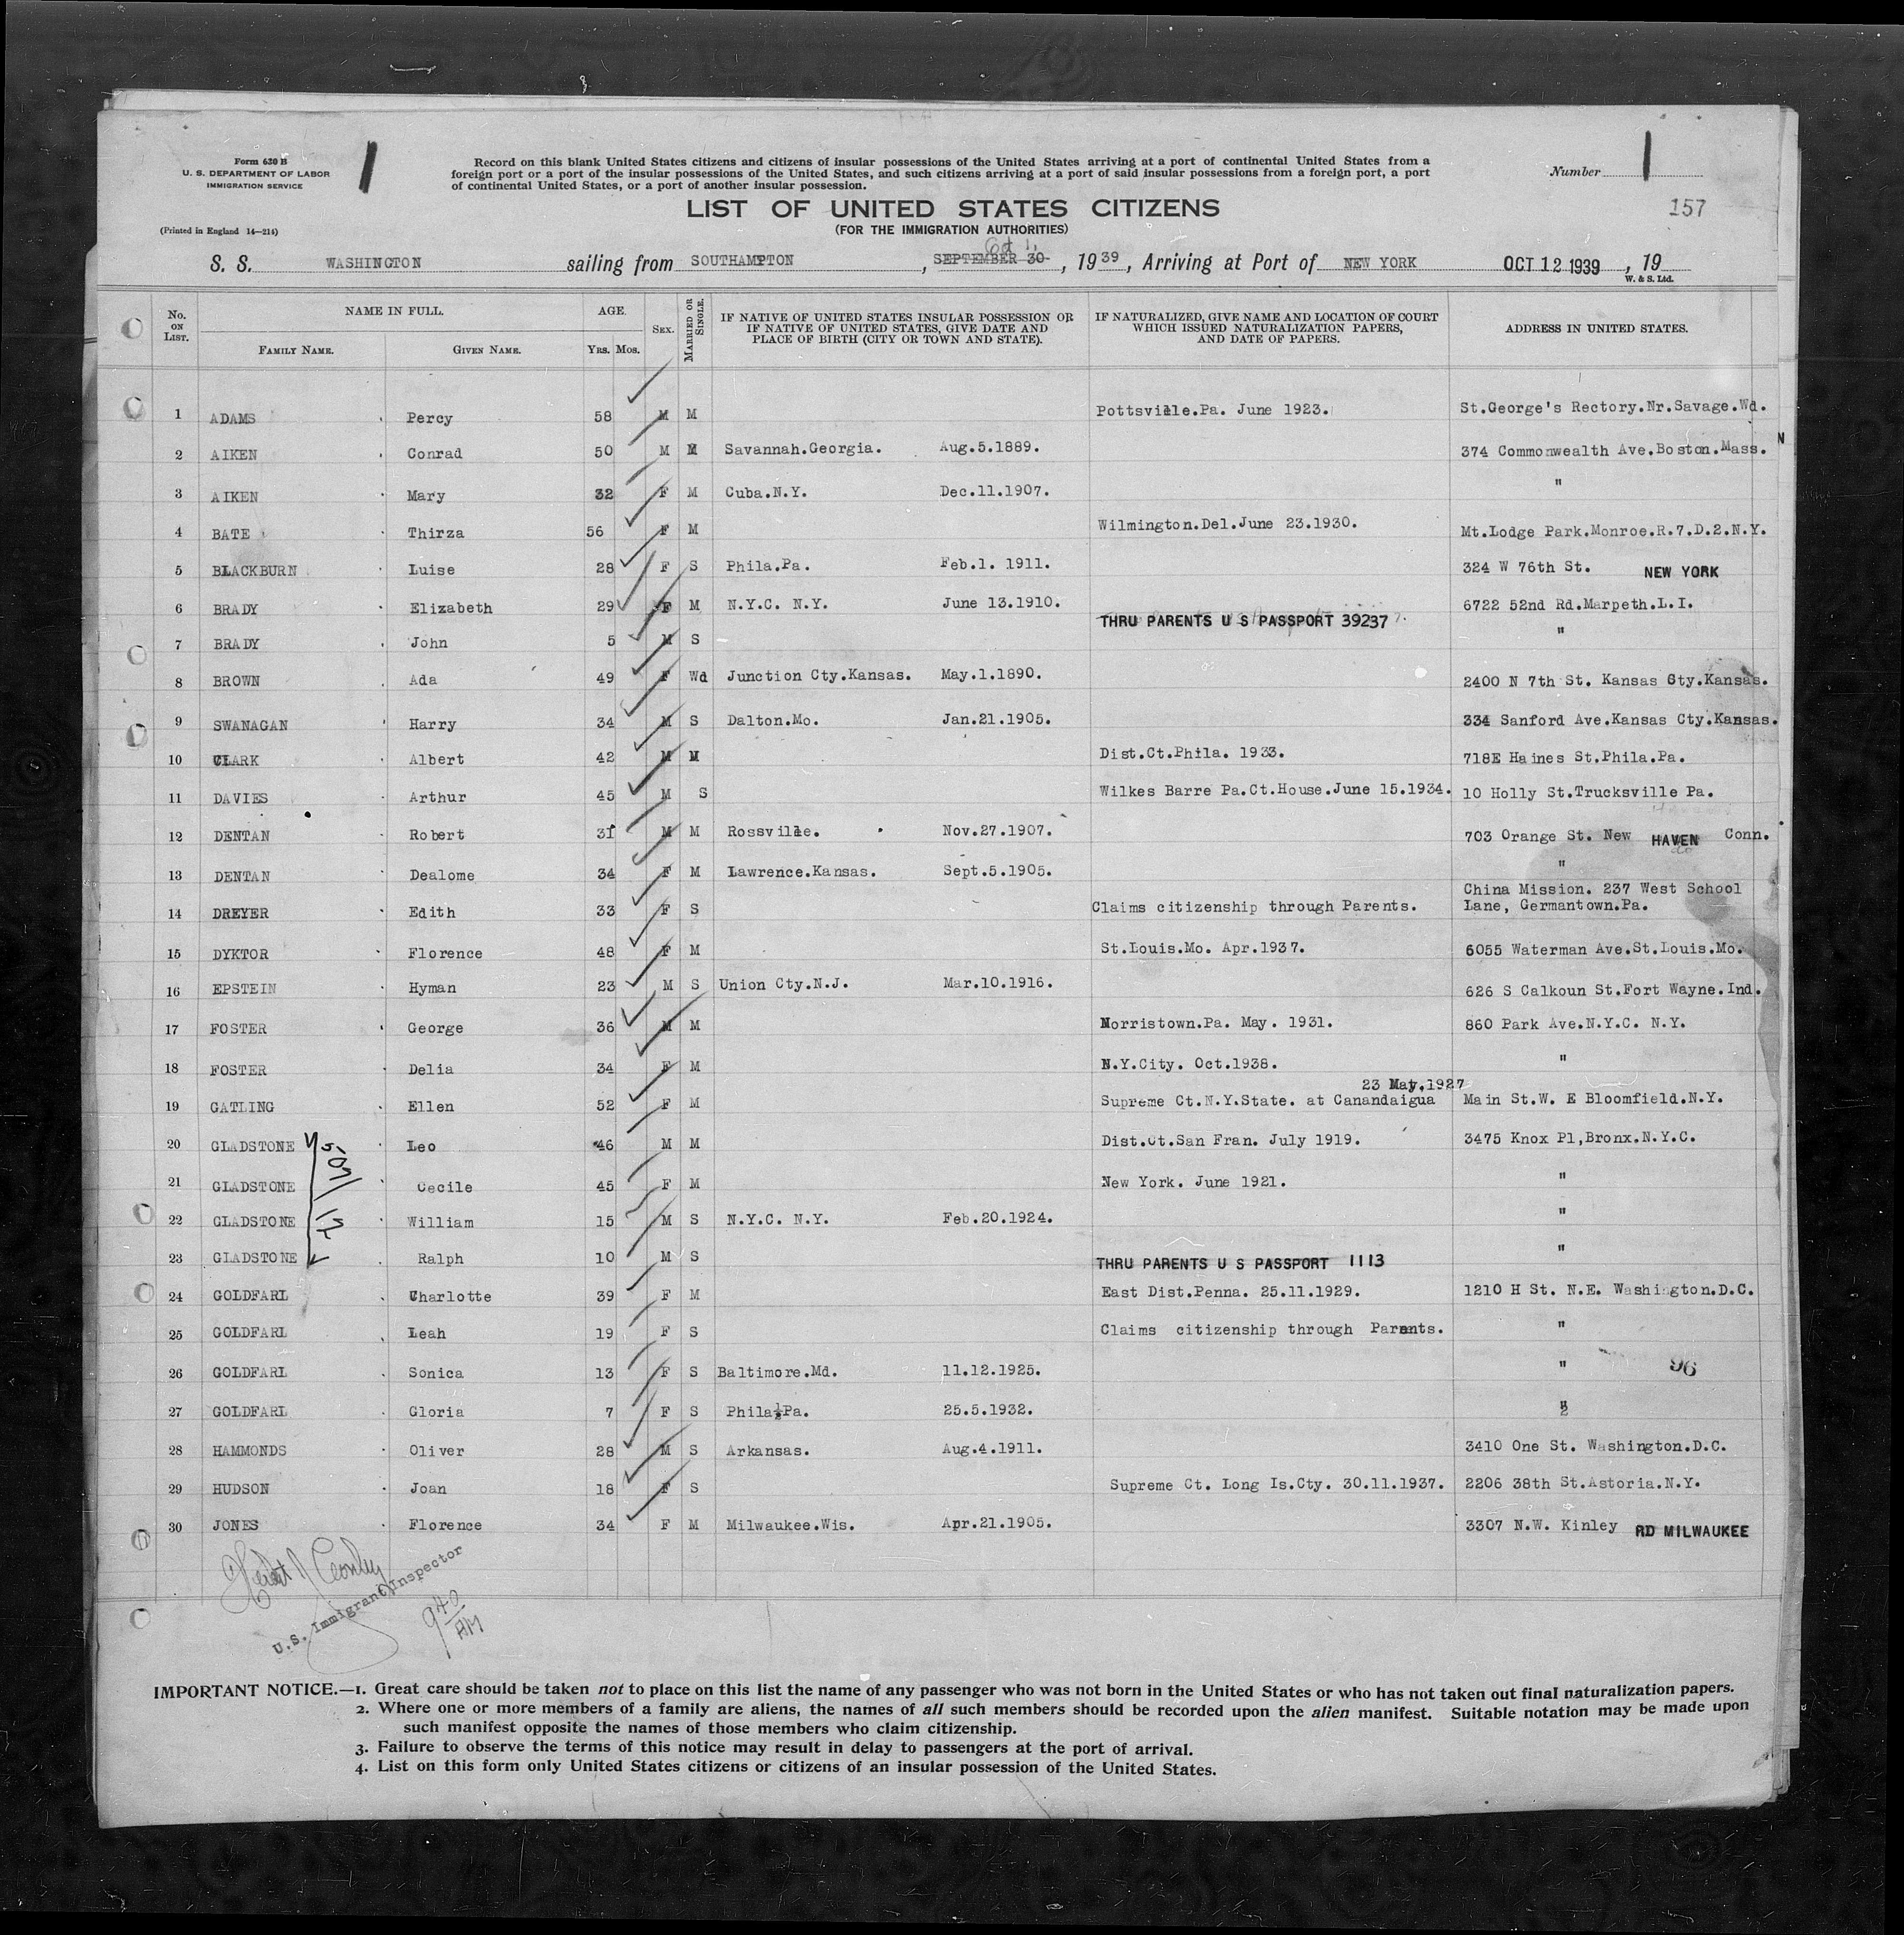 Form 630 B
U. S. DEPARTMENT OF LABOR
IMMIGRATION SERVICE
(Printed in England 14—214)
1
Record on this blank United States citizens and citizens of insular possessions of the United States arriving at a port of continental United States from a
foreign port or a port of the insular possessions of the United States, and such citizens arriving at a port of said insular possessions from a foreign port, a port
of continental United States, or a port of another insular possession.
Number 1
157
LIST OF UNITED STATES CITIZENS
(FOR THE IMMIGRATION AUTHORITIES)
Oct 1,
S. S. WASHINGTON sailing from SOUTHAMPTON, SEPTEMBER 30, 1939, Arriving at Port of NEW YORK OCT 12 1939, 19
W. & S. Ltd.
No. ON LIST. NAME IN FULL. FAMILY NAME. GIVEN NAME. AGE. YRS. MOS. SEX. MARRIED OR SINGLE. IF NATIVE OF UNITED STATES INSULAR POSSESSION OR IF NATIVE OF UNITED STATES, GIVE DATE AND PLACE OF BIRTH (CITY OR TOWN AND STATE). IF NATURALIZED, GIVE NAME AND LOCATION OF COURT WHICH ISSUED NATURALIZATION PAPERS, AND DATE OF PAPERS. ADDRESS IN UNITED STATES.
1 ADAMS Percy 58 M M Pottsville.Pa. June 1923. St.George's Rectory.Nr.Savage.Wd.
2 AIKEN Conrad 50 M M Savannah.Georgia. Aug.5.1889. 374 Commonwealth Ave.Boston.Mass. N
3 AIKEN Mary 32 F M Cuba.N.Y. Dec.11.1907. "
4 BATE Thirza 56 F M Wilmington.Del.June 23.1930. Mt.Lodge Park.Monroe.R.7.D.2.N.Y.
5 BLACKBURN Luise 28 F S Phila.Pa. Feb.1. 1911. 324 W 76th St. NEW YORK
6 BRADY Elizabeth 29 F M N.Y.C. N.Y. June 13.1910. 6722 52nd Rd.Marpeth.L.I.
THRU PARENTS U S PASSPORT 39237
7 BRADY John 5 M S "
8 BROWN Ada 49 F Wd Junction Cty.Kansas. May.1.1890. 2400 N 7th St. Kansas Cty.Kansas.
9 SWANAGAN Harry 34 M S Dalton.Mo. Jan.21.1905. 334 Sanford Ave.Kansas Cty.Kansas.
10 CLARK Albert 42 M M Dist.Ct.Phila. 1933. 718E Haines St.Phila.Pa.
11 DAVIES Arthur 45 M S Wilkes Barre Pa.Ct.House.June 15.1934. 10 Holly St.Trucksville Pa.
12 DENTAN Robert 31 M M Rossville. Nov.27.1907. 703 Orange St. New HAVEN Conn.
do
13 DENTAN Dealome 34 F M Lawrence.Kansas. Sept.5.1905. "
14 DREYER Edith 33 F S Claims citizenship through Parents. China Mission. 237 West School
Lane, Germantown.Pa.
15 DYKTOR Florence 48 F M St.Louis.Mo. Apr.1937. 6055 Waterman Ave.St.Louis.Mo.
16 EPSTEIN Hyman 23 M S Union Cty.N.J. Mar.10.1916. 626 S Calkoun St.Fort Wayne.Ind.
17 FOSTER George 36 M M Norristown.Pa. May. 1931. 860 Park Ave.N.Y.C. N.Y.
18 FOSTER Delia 34 F M N.Y.City. Oct.1938. "
23 May.1927
19 GATLING Ellen 52 F M Supreme Ct.N.Y.State. at Canandaigua Main St.W. E Bloomfield.N.Y.
20 GLADSTONE Leo 46 M M Dist.Ct.San Fran. July 1919. 3475 Knox Pl,Bronx.N.Y.C.
21 GLADSTONE Cecile 45 F M New York. June 1921. "
22 GLADSTONE William 15 M S N.Y.C. N.Y. Feb.20.1924. "
23 GLADSTONE Ralph 10 M S THRU PARENTS U S PASSPORT 1113 "
24 GOLDFARL Charlotte 39 F M East Dist.Penna. 25.11.1929. 1210 H St. N.E. Washington.D.C.
25 GOLDFARL Leah 19 F S Claims citizenship through Parents. "
26 GOLDFARL Sonica 13 F S Baltimore.Md. 11.12.1925. " 96
27 GOLDFARL Gloria 7 F S Phila.Pa. 25.5.1932. "
28 HAMMONDS Oliver 28 M S Arkansas. Aug.4.1911. 3410 One St. Washington.D.C.
29 HUDSON Joan 18 F S Supreme Ct. Long Is.Cty. 30.11.1937. 2206 38th St.Astoria.N.Y.
30 JONES Florence 34 F M Milwaukee.Wis. Apr.21.1905. 3307 N.W. Kinley RD MILWAUKEE
U.S. Immigrant Inspector
9 40 AM
IMPORTANT NOTICE.—1. Great care should be taken not to place on this list the name of any passenger who was not born in the United States or who has not taken out final naturalization papers.
2. Where one or more members of a family are aliens, the names of all such members should be recorded upon the alien manifest. Suitable notation may be made upon
such manifest opposite the names of those members who claim citizenship.
3. Failure to observe the terms of this notice may result in delay to passengers at the port of arrival.
4. List on this form only United States citizens or citizens of an insular possession of the United States.